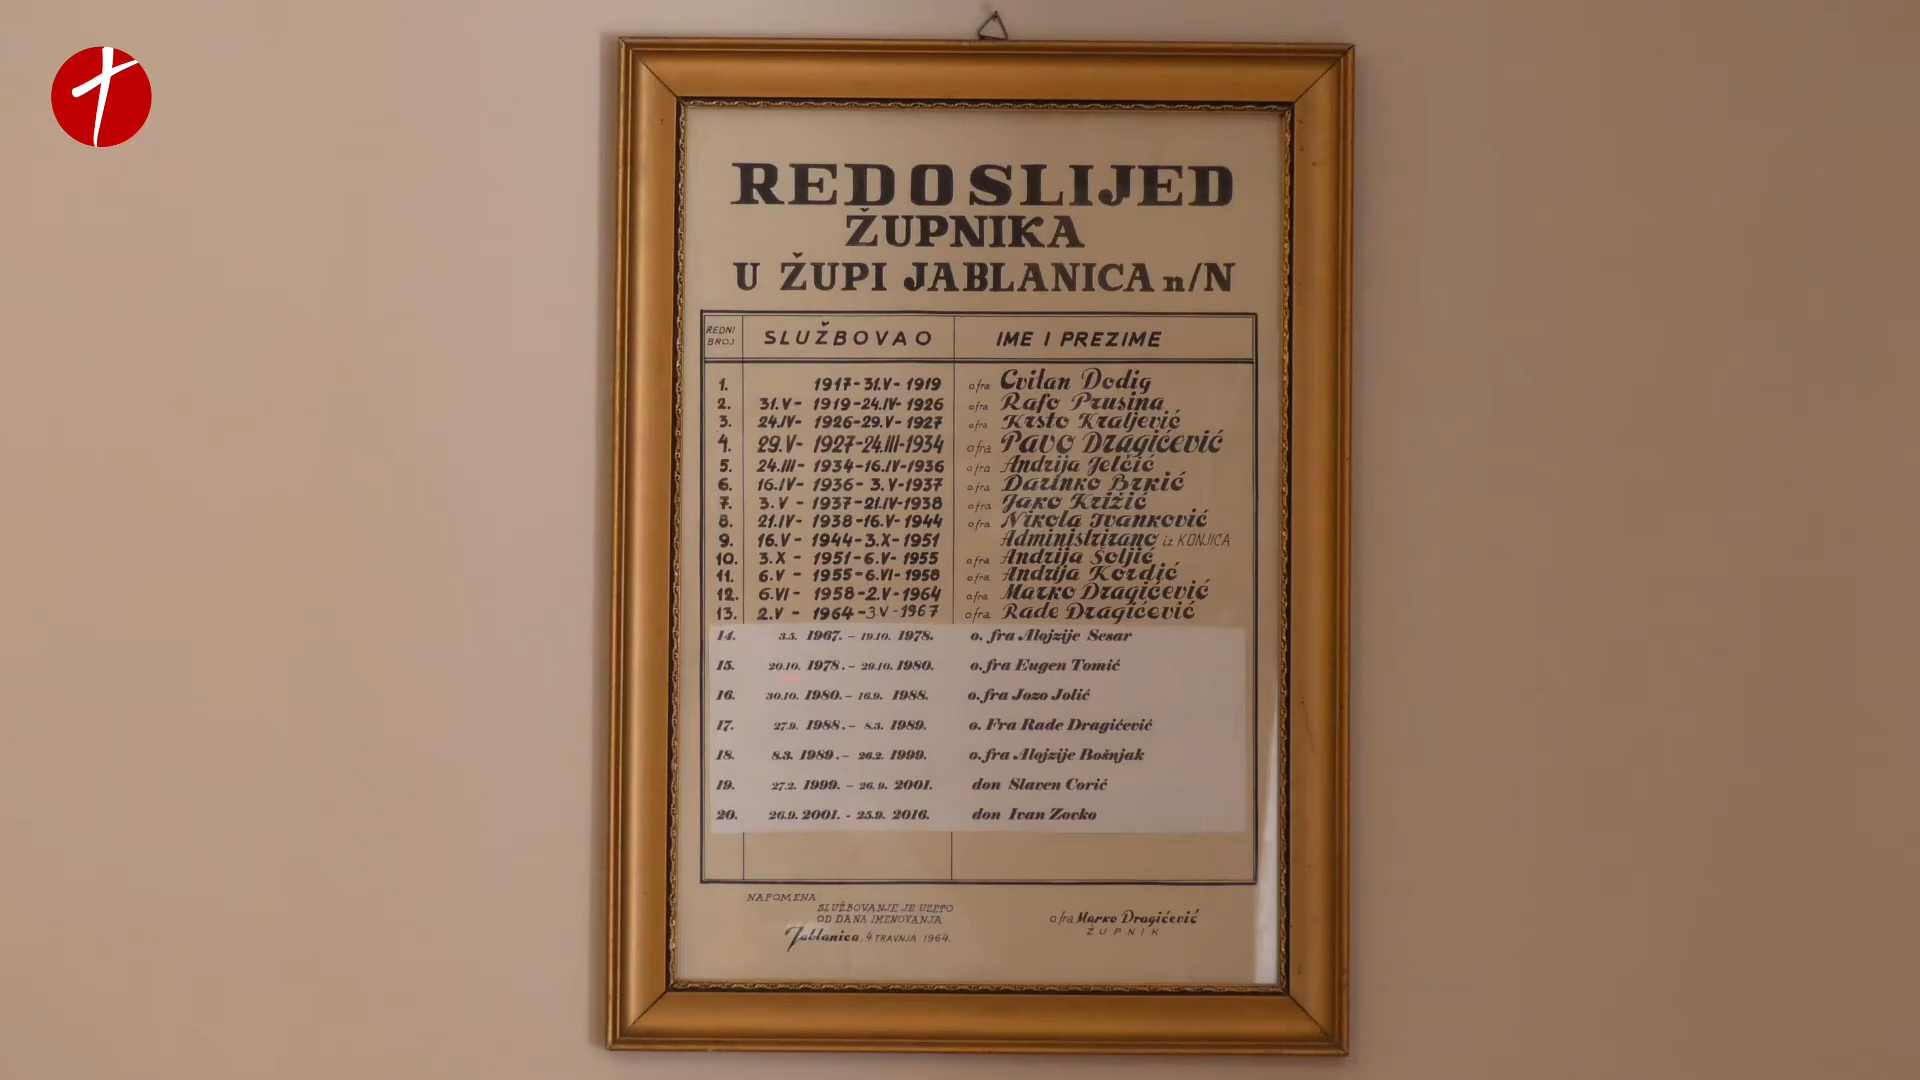 REDOSLIJED
ŽUPNIKA
U ŽUPI JABLANICA n/N
REDNI BROJ SLUŽBOVAO IME I PREZIME
1. 1917-31.V-1919 o fra Cvitan Dodig
2. 31.V-1919-24.IV-1926 o fra Rafo Prusina
3. 24.IV-1926-29.V-1927 o fra Krsto Kraljević
4. 29.V-1927-24.III-1934 o fra Pavo Dragićević
5. 24.III-1934-16.IV-1936 o fra Andrija Jelčić
6. 16.IV-1936-3.V-1937 o fra Darinko Brkić
7. 3.V-1937-21.IV-1938 o fra Jako Križić
8. 21.IV-1938-16.V-1944 o fra Nikola Ivanković
9. 16.V-1944-3.X-1951 Administrirano iz KONJICA
10. 3.X-1951-6.V-1955 o fra Andrija Šoljić
11. 6.V-1955-6.VI-1958 o fra Andrija Kordić
12. 6.VI-1958-2.V-1964 o fra Marko Dragićević
13. 2.V-1964-3V-1967 o fra Rade Dragićević
14. 3.5. 1967. – 19.10. 1978. o. fra Alojzije Sesar
15. 20.10. 1978. – 29.10. 1980. o. fra Eugen Tomić
16. 30.10. 1980. – 16.9. 1988. o. fra Jozo Jolić
17. 27.9. 1988. – 8.3. 1989. o. Fra Rade Dragićević
18. 8.3. 1989. – 26.2. 1999. o. fra Alojzije Bošnjak
19. 27.2. 1999. – 26.9. 2001. don Slaven Corić
20. 26.9. 2001. - 25.9. 2016. don Ivan Zovko
NAPOMENA:
SLUŽBOVANJE JE UZETO
OD DANA IMENOVANJA
Jablanica. 4 TRAVNJA 1964.
o fra Marko Dragićević
ŽUPNIK